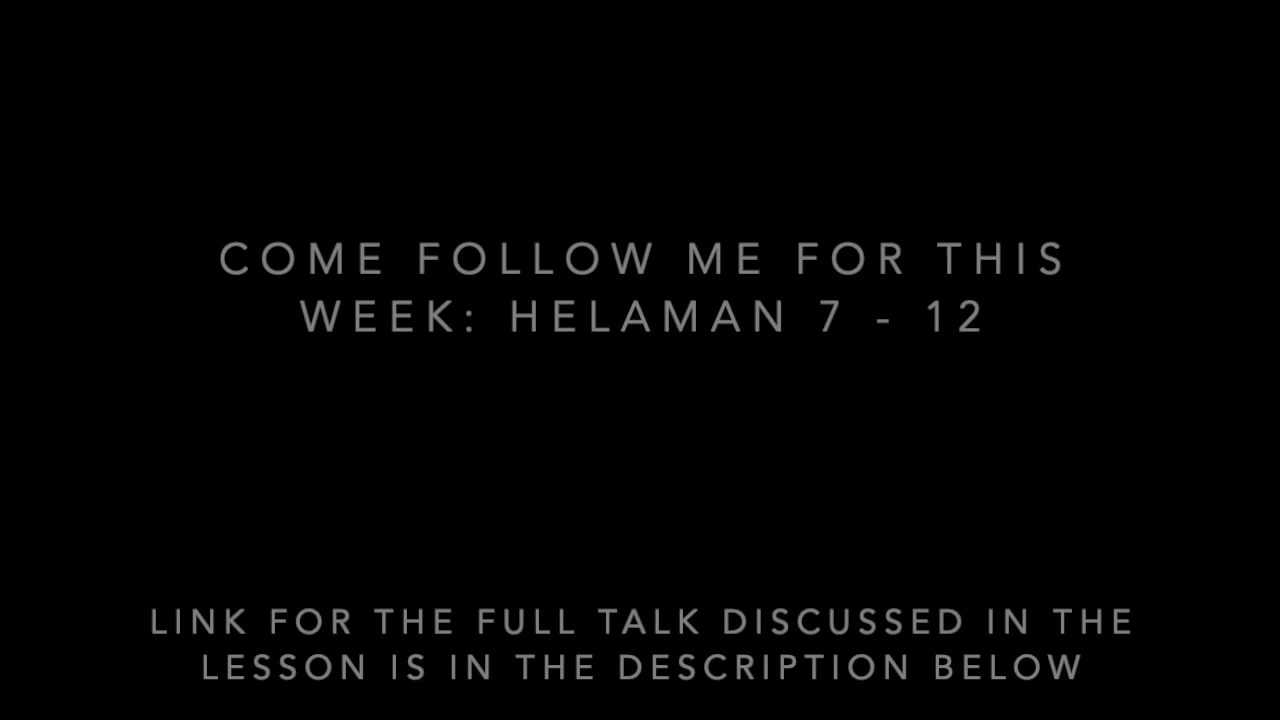 COME FOLLOW ME FOR THIS
WEEK: HELAMAN 7 - 12
LINK FOR THE FULL TALK DISCUSSED IN THE
LESSON IS IN THE DESCRIPTION BELOW